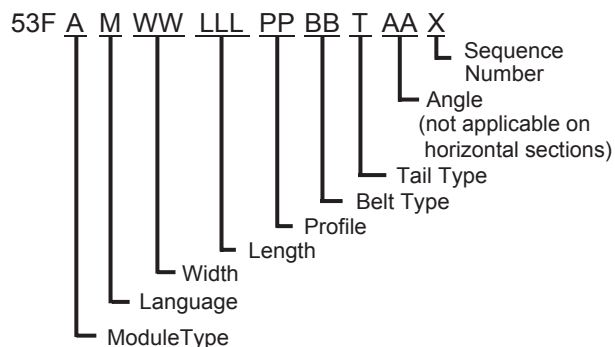 53F A M WW LLL PP BB T AA X
Sequence
Number
Angle
(not applicable on
horizontal sections)
Tail Type
Belt Type
Profile
Length
Width
Language
ModuleType